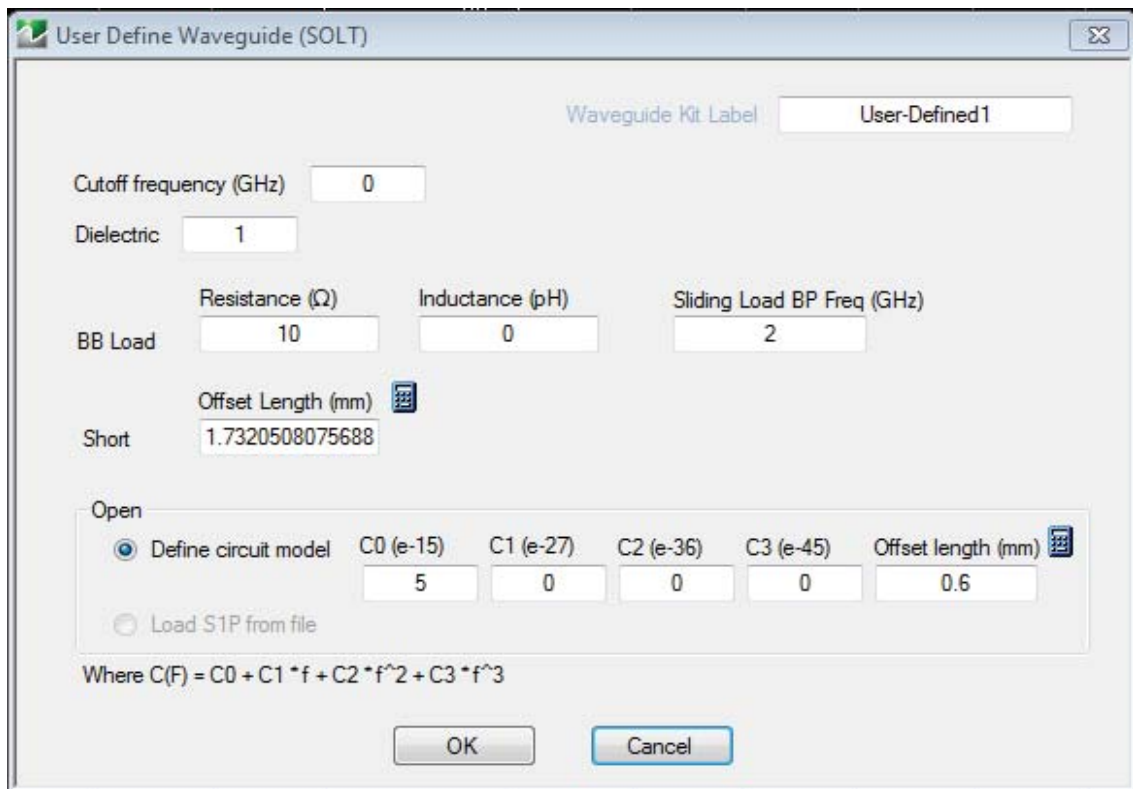 User Define Waveguide (SOLT)
Waveguide Kit Label User-Defined1
Cutoff frequency (GHz) 0
Dielectric 1
Resistance (Ω) Inductance (pH) Sliding Load BP Freq (GHz)
BB Load 10 0 2
Offset Length (mm)
Short 1.7320508075688
Open
Define circuit model C0 (e-15) C1 (e-27) C2 (e-36) C3 (e-45) Offset length (mm)
5 0 0 0 0.6
Load S1P from file
Where C(F) = C0 + C1 *f + C2 *f^2 + C3 *f^3
OK Cancel